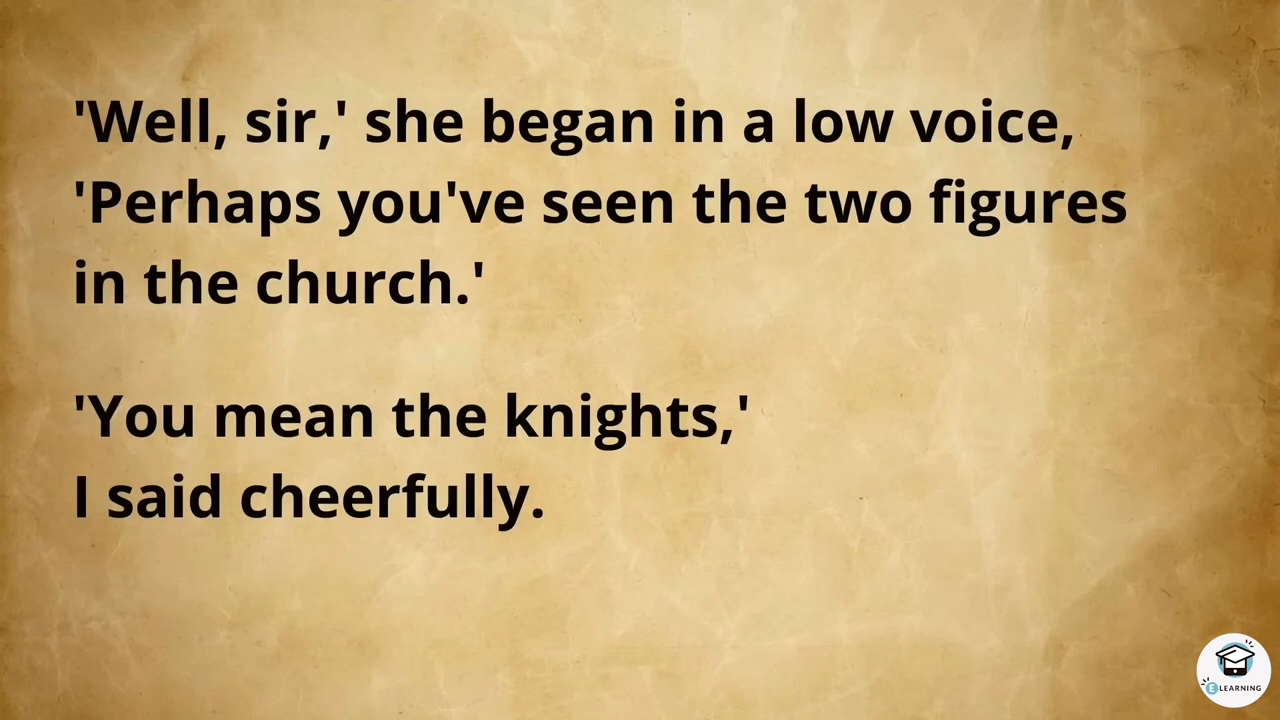 'Well, sir,' she began in a low voice,
'Perhaps you've seen the two figures
in the church.'
'You mean the knights,'
I said cheerfully.
E LEARNING